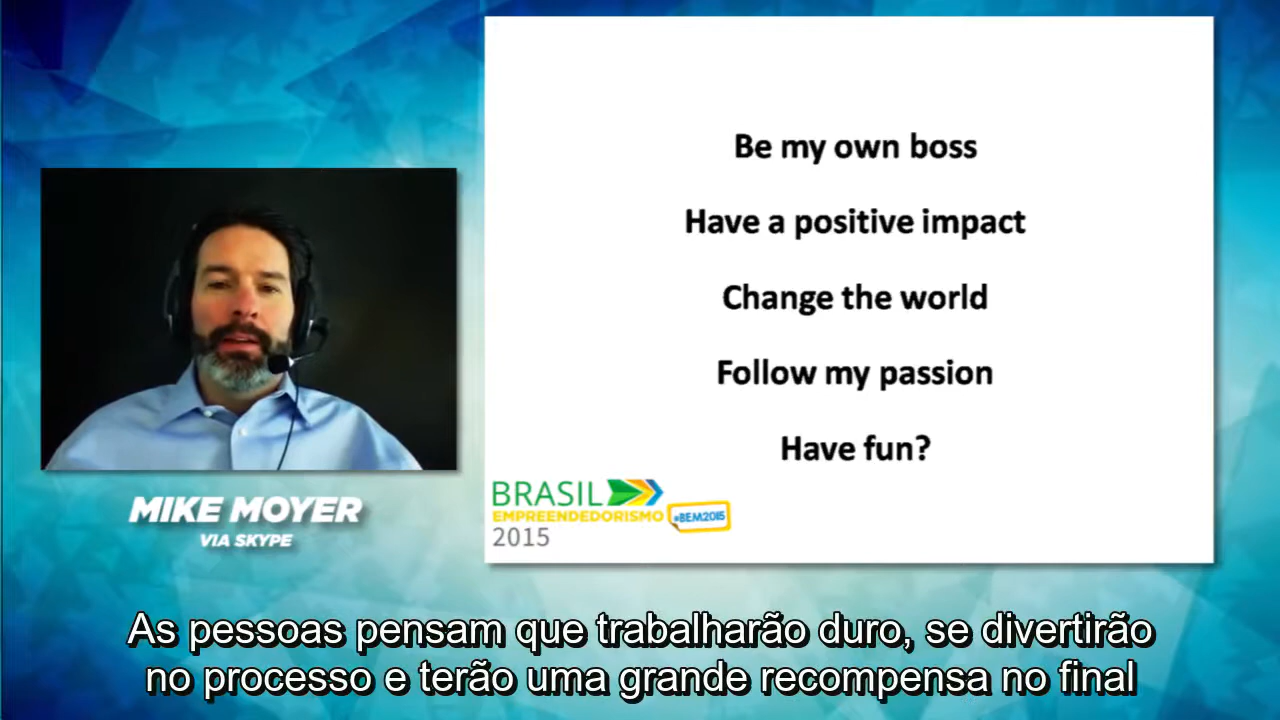 Be my own boss
Have a positive impact
Change the world
Follow my passion
Have fun?
BRASIL
EMPREENDEDORISMO
#BEM2015
2015
MIKE MOYER
VIA SKYPE
As pessoas pensam que trabalharão duro, se divertirão
no processo e terão uma grande recompensa no final